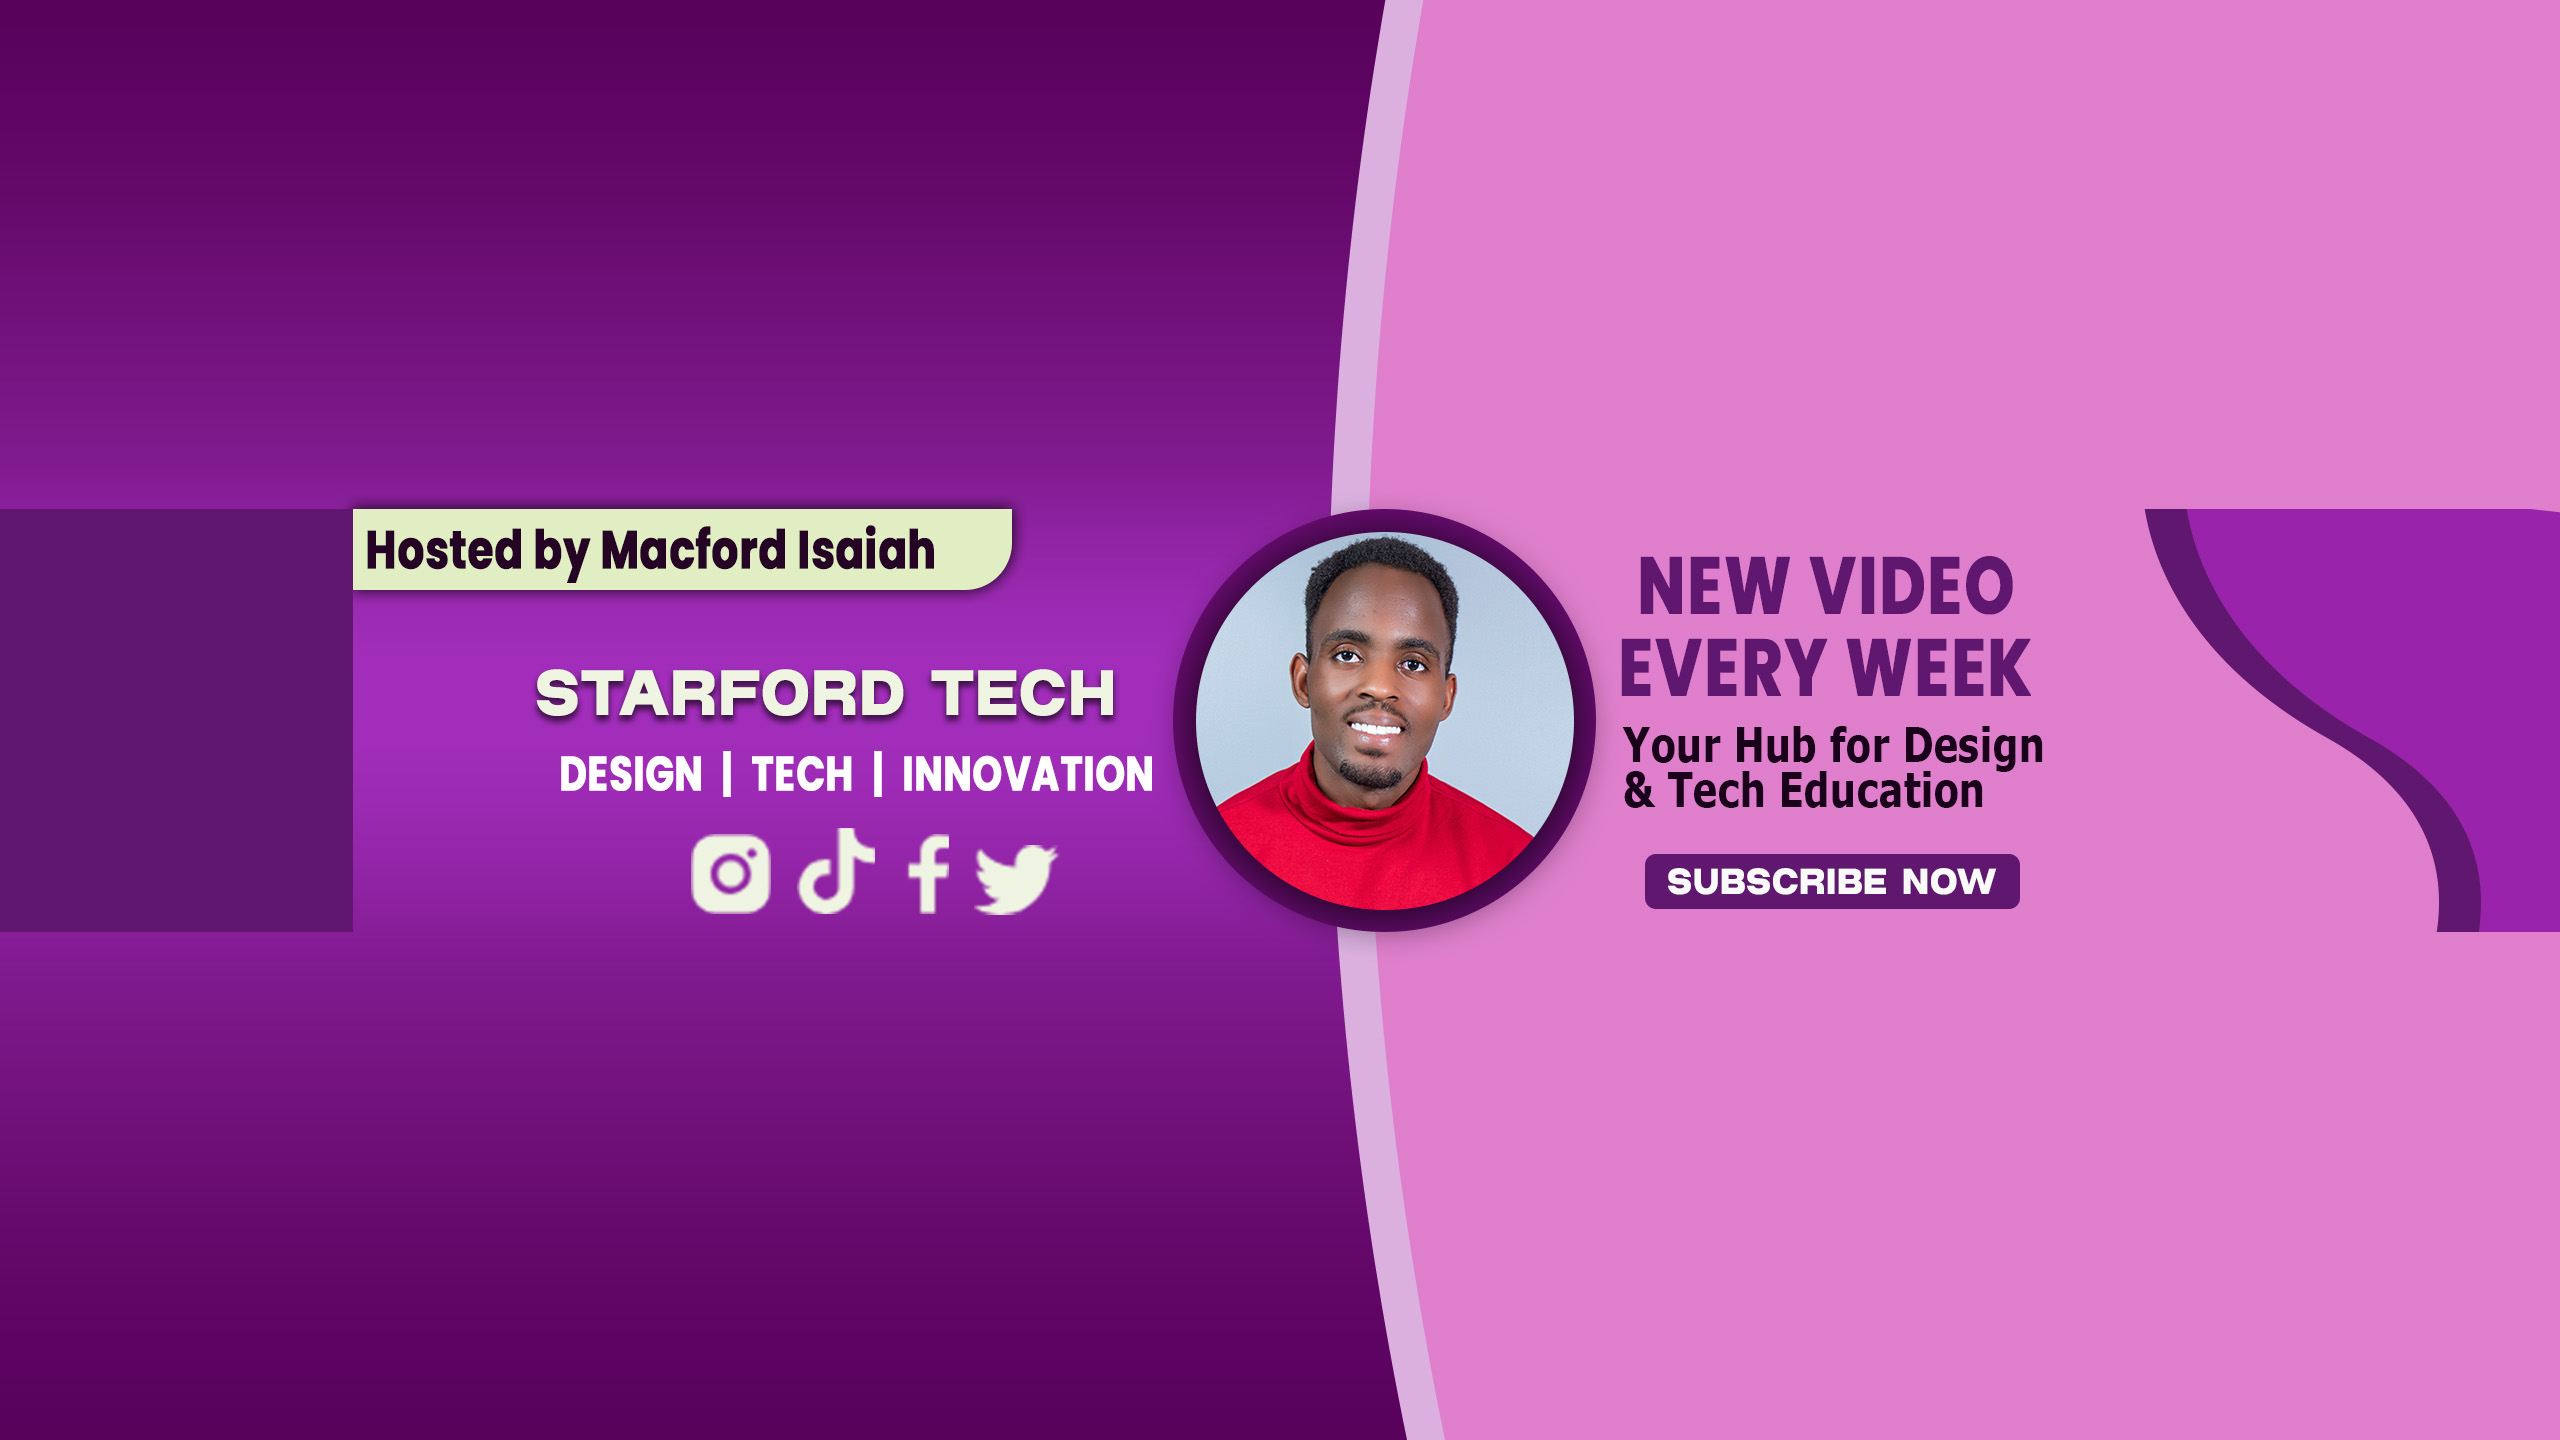 Hosted by Macford Isaiah
STARFORD TECH
DESIGN | TECH | INNOVATION
NEW VIDEO
EVERY WEEK
Your Hub for Design
& Tech Education
SUBSCRIBE NOW